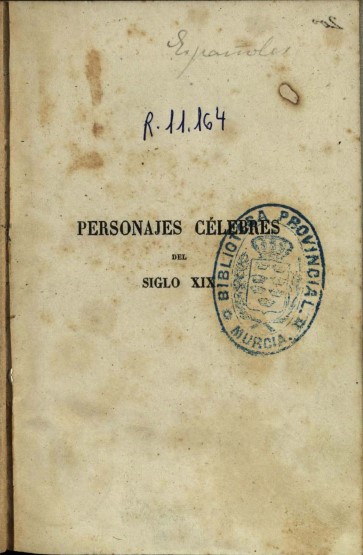 Españoles
R.11.164
PERSONAJES CÉLEBRES
DEL
SIGLO XIX
BIBLIOTECA PROVINCIAL
MURCIA